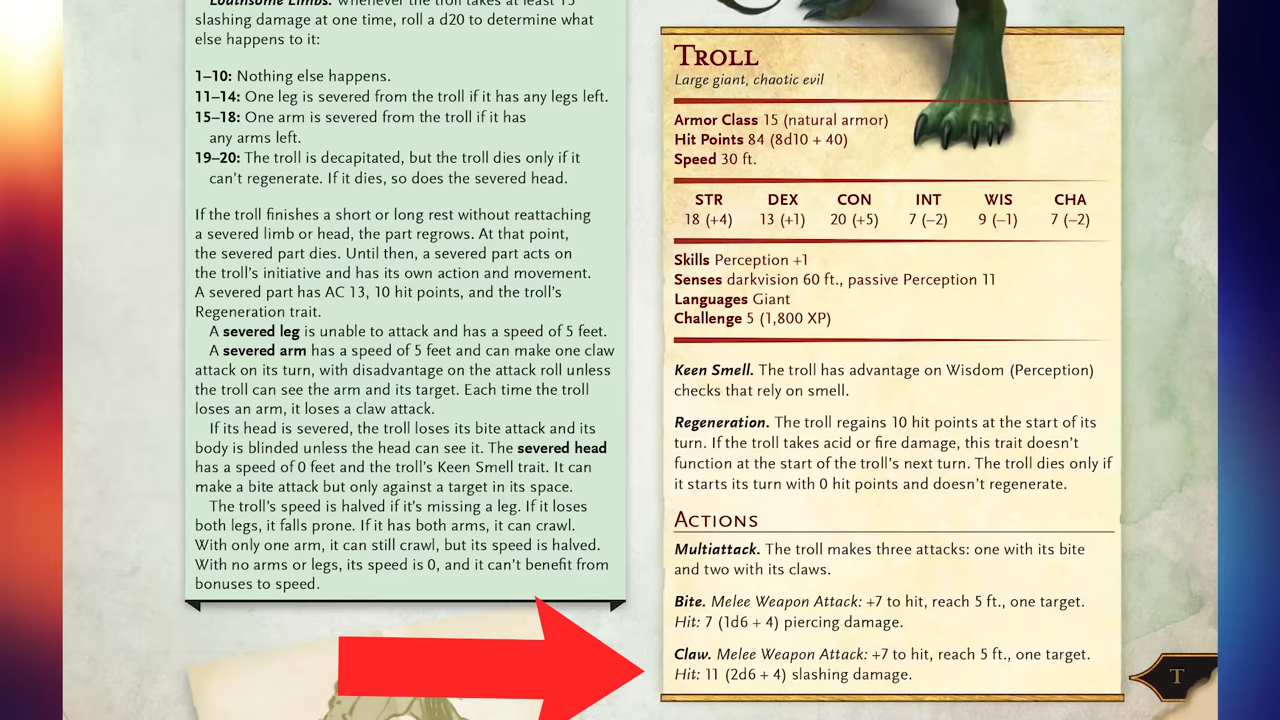 Loathsome Limbs. Whenever the troll takes at least 15
slashing damage at one time, roll a d20 to determine what
else happens to it:
1–10: Nothing else happens.
11–14: One leg is severed from the troll if it has any legs left.
15–18: One arm is severed from the troll if it has
any arms left.
19–20: The troll is decapitated, but the troll dies only if it
can't regenerate. If it dies, so does the severed head.
If the troll finishes a short or long rest without reattaching
a severed limb or head, the part regrows. At that point,
the severed part dies. Until then, a severed part acts on
the troll's initiative and has its own action and movement.
A severed part has AC 13, 10 hit points, and the troll's
Regeneration trait.
A severed leg is unable to attack and has a speed of 5 feet.
A severed arm has a speed of 5 feet and can make one claw
attack on its turn, with disadvantage on the attack roll unless
the troll can see the arm and its target. Each time the troll
loses an arm, it loses a claw attack.
If its head is severed, the troll loses its bite attack and its
body is blinded unless the head can see it. The severed head
has a speed of 0 feet and the troll's Keen Smell trait. It can
make a bite attack but only against a target in its space.
The troll's speed is halved if it's missing a leg. If it loses
both legs, it falls prone. If it has both arms, it can crawl.
With only one arm, it can still crawl, but its speed is halved.
With no arms or legs, its speed is 0, and it can't benefit from
bonuses to speed.
Troll
Large giant, chaotic evil
Armor Class 15 (natural armor)
Hit Points 84 (8d10 + 40)
Speed 30 ft.
STR DEX CON INT WIS CHA
18 (+4) 13 (+1) 20 (+5) 7 (–2) 9 (–1) 7 (–2)
Skills Perception +1
Senses darkvision 60 ft., passive Perception 11
Languages Giant
Challenge 5 (1,800 XP)
Keen Smell. The troll has advantage on Wisdom (Perception)
checks that rely on smell.
Regeneration. The troll regains 10 hit points at the start of its
turn. If the troll takes acid or fire damage, this trait doesn't
function at the start of the troll's next turn. The troll dies only if
it starts its turn with 0 hit points and doesn't regenerate.
Actions
Multiattack. The troll makes three attacks: one with its bite
and two with its claws.
Bite. Melee Weapon Attack: +7 to hit, reach 5 ft., one target.
Hit: 7 (1d6 + 4) piercing damage.
Claw. Melee Weapon Attack: +7 to hit, reach 5 ft., one target.
Hit: 11 (2d6 + 4) slashing damage.
T